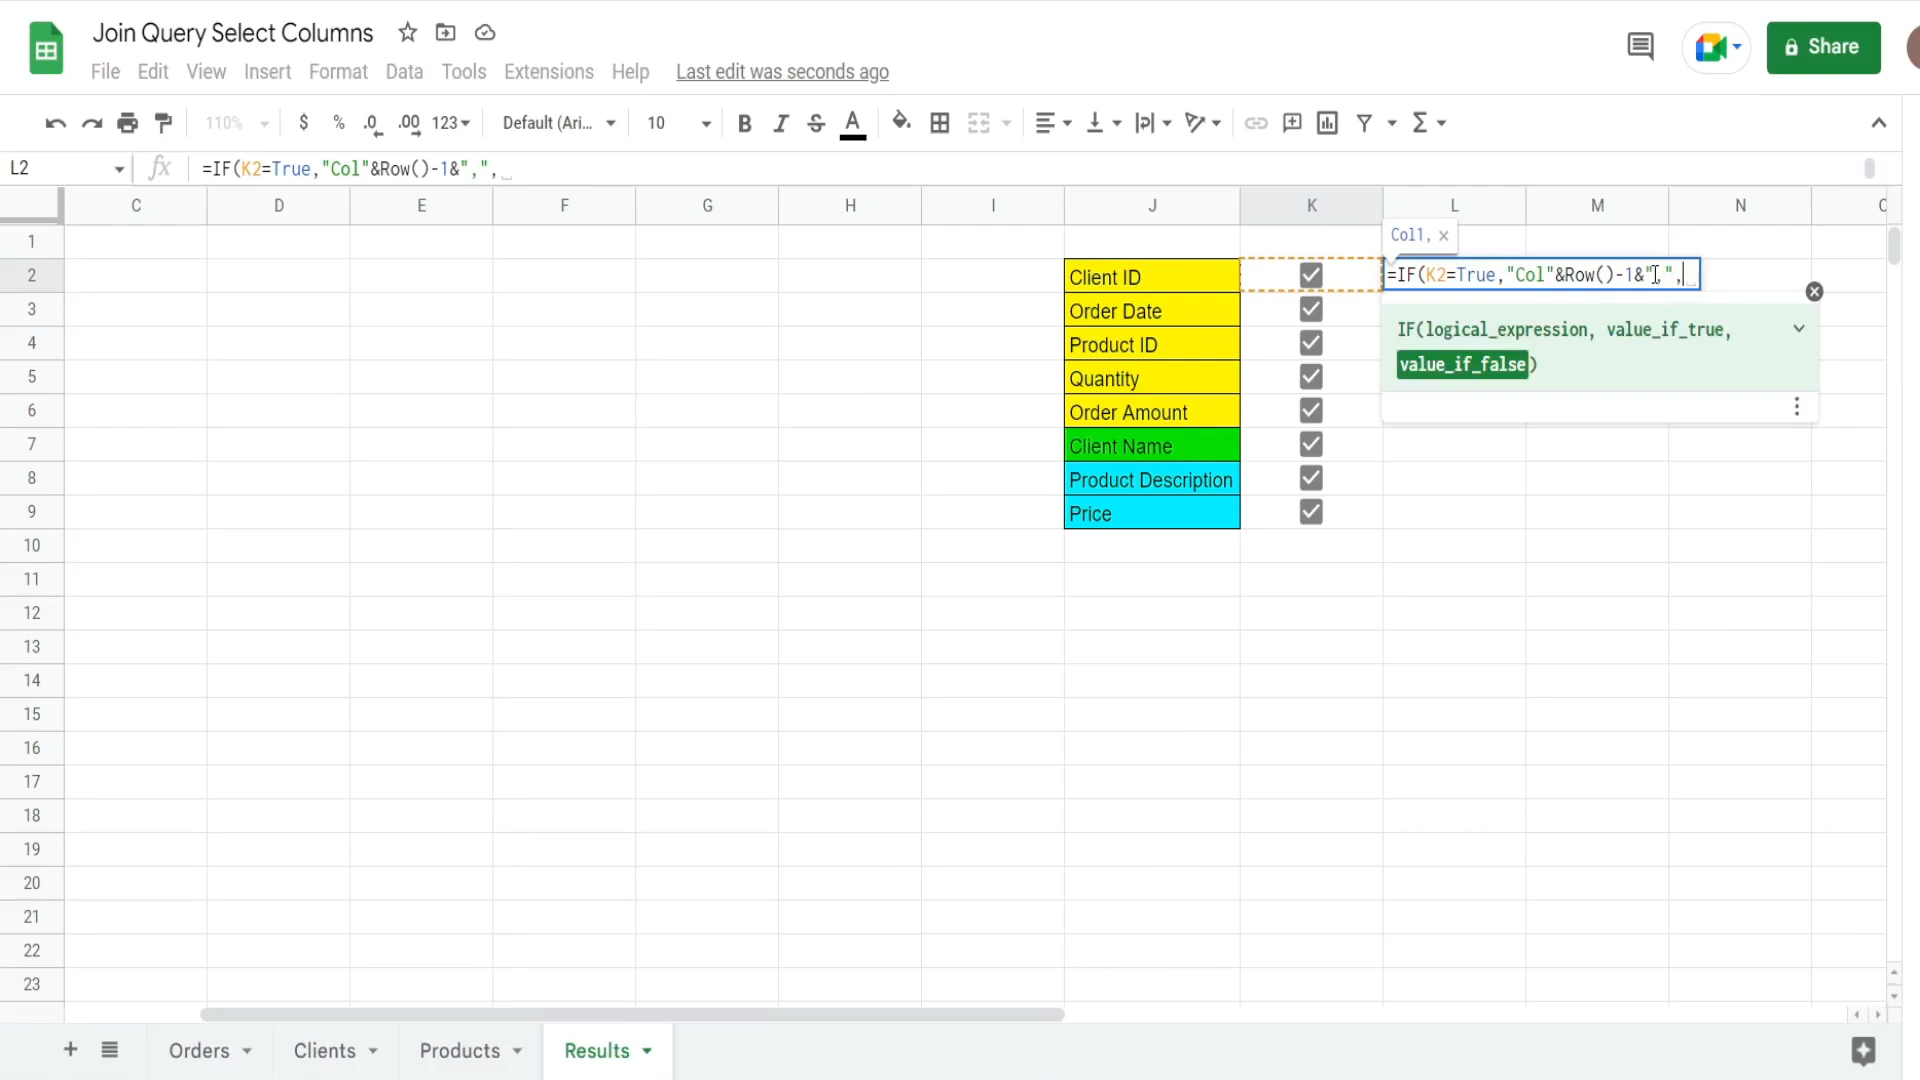 Join Query Select Columns
File Edit View Insert Format Data Tools Extensions Help Last edit was seconds ago
Share
110% $ % .0 .00 123 Default (Ari... 10 B I S A
L2 fx =IF(K2=True,"Col"&Row()-1&",",
C D E F G H I J K L M N
1
Col1, ×
2 Client ID =IF(K2=True,"Col"&Row()-1&",",
3 Order Date
IF(logical_expression, value_if_true,
4 Product ID
value_if_false)
5 Quantity
6 Order Amount
7 Client Name
8 Product Description
9 Price
10
11
12
13
14
15
16
17
18
19
20
21
22
23
+ Orders Clients Products Results